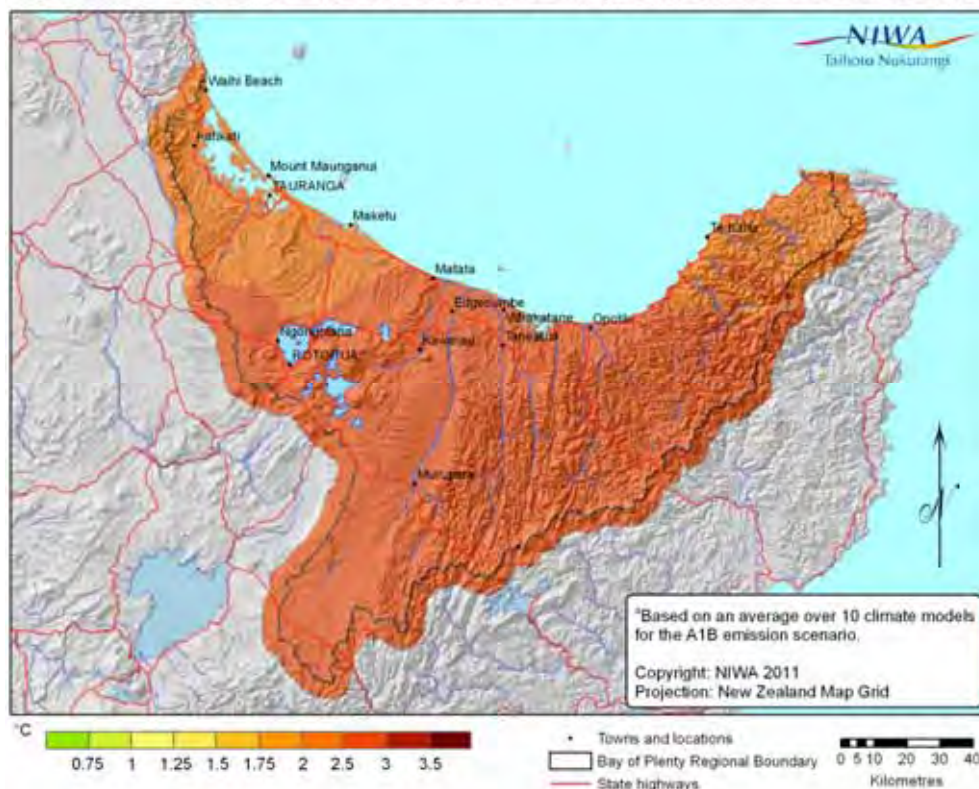 NIWA
Taihoro Nukurangi
Waihi Beach
Katikati
Mount Maunganui
TAURANGA
Maketu
Te Kaha
Matata
Edgecumbe
Whakatane
Opotiki
Taneatua
Ngongotaha
Kawerau
ROTORUA
Murupara
N
°Based on an average over 10 climate models
for the A1B emission scenario.
Copyright: NIWA 2011
Projection: New Zealand Map Grid
°C
0.75 1 1.25 1.5 1.75 2 2.5 3 3.5
Towns and locations
Bay of Plenty Regional Boundary
State highways
0 5 10 20 30 40
Kilometres